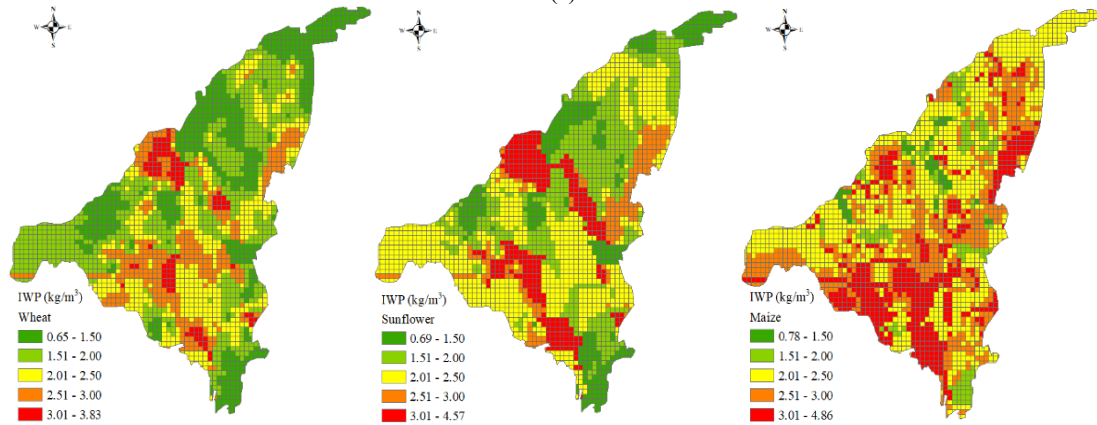 N
W E
S
IWP (kg/m³)
Wheat
0.65 - 1.50
1.51 - 2.00
2.01 - 2.50
2.51 - 3.00
3.01 - 3.83
N
W E
S
IWP (kg/m³)
Sunflower
0.69 - 1.50
1.51 - 2.00
2.01 - 2.50
2.51 - 3.00
3.01 - 4.57
N
W E
S
IWP (kg/m³)
Maize
0.78 - 1.50
1.51 - 2.00
2.01 - 2.50
2.51 - 3.00
3.01 - 4.86